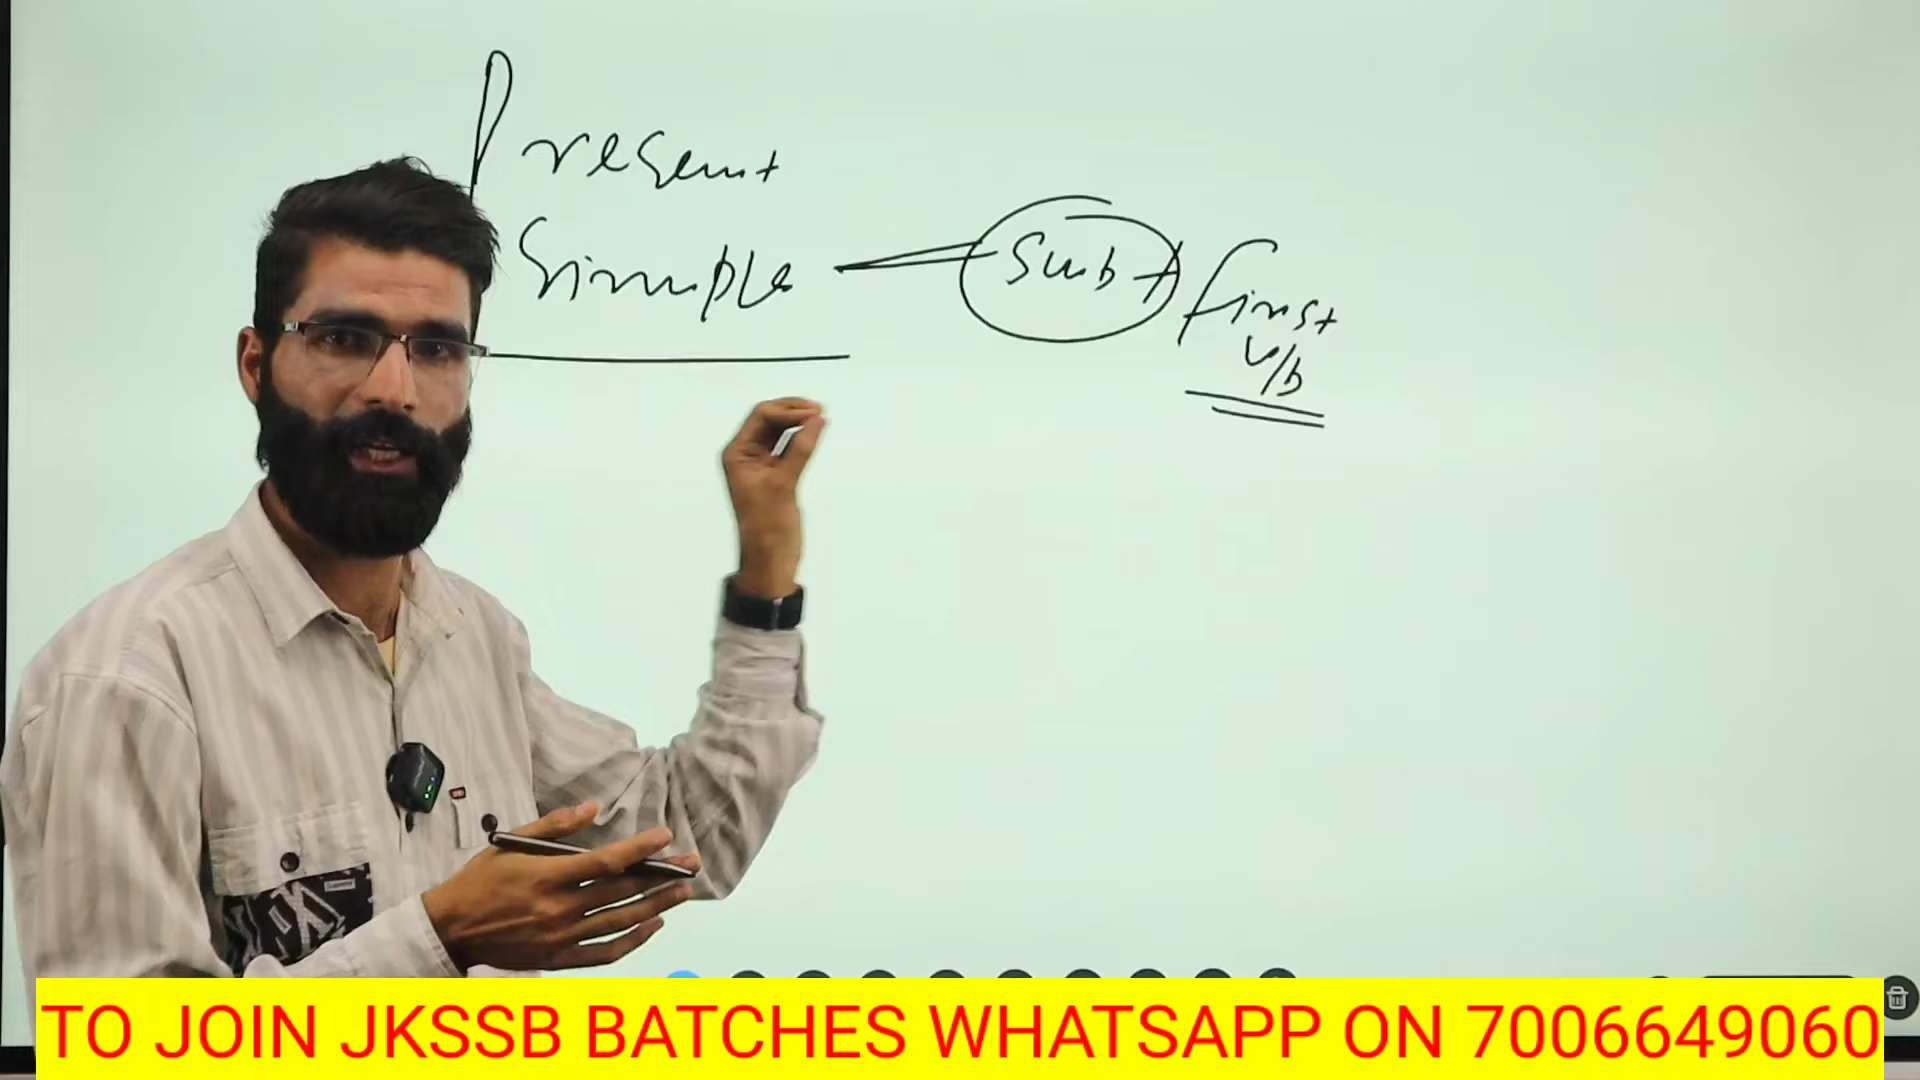 Present
Simple
Sub + first
v/b
TO JOIN JKSSB BATCHES WHATSAPP ON 7006649060